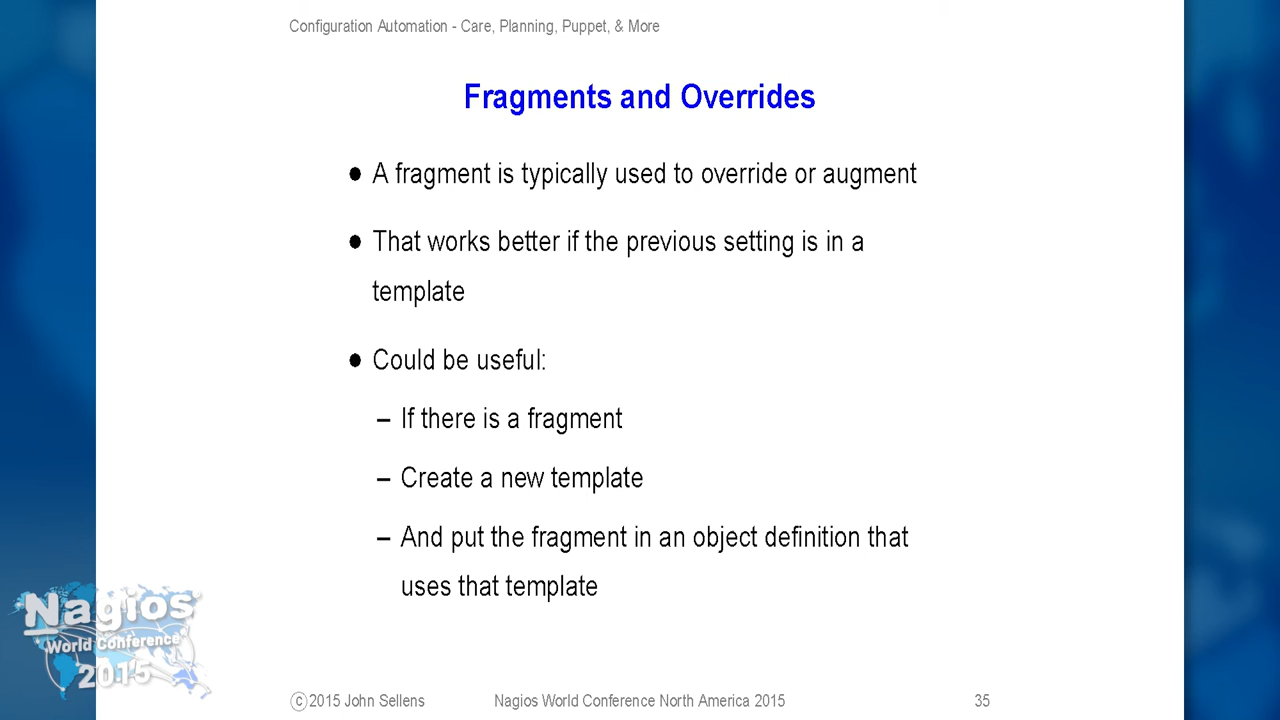 Configuration Automation - Care, Planning, Puppet, & More
Fragments and Overrides
● A fragment is typically used to override or augment
● That works better if the previous setting is in a
template
● Could be useful:
– If there is a fragment
– Create a new template
– And put the fragment in an object definition that
uses that template
Nagios
World Conference
2015
©2015 John Sellens Nagios World Conference North America 2015 35